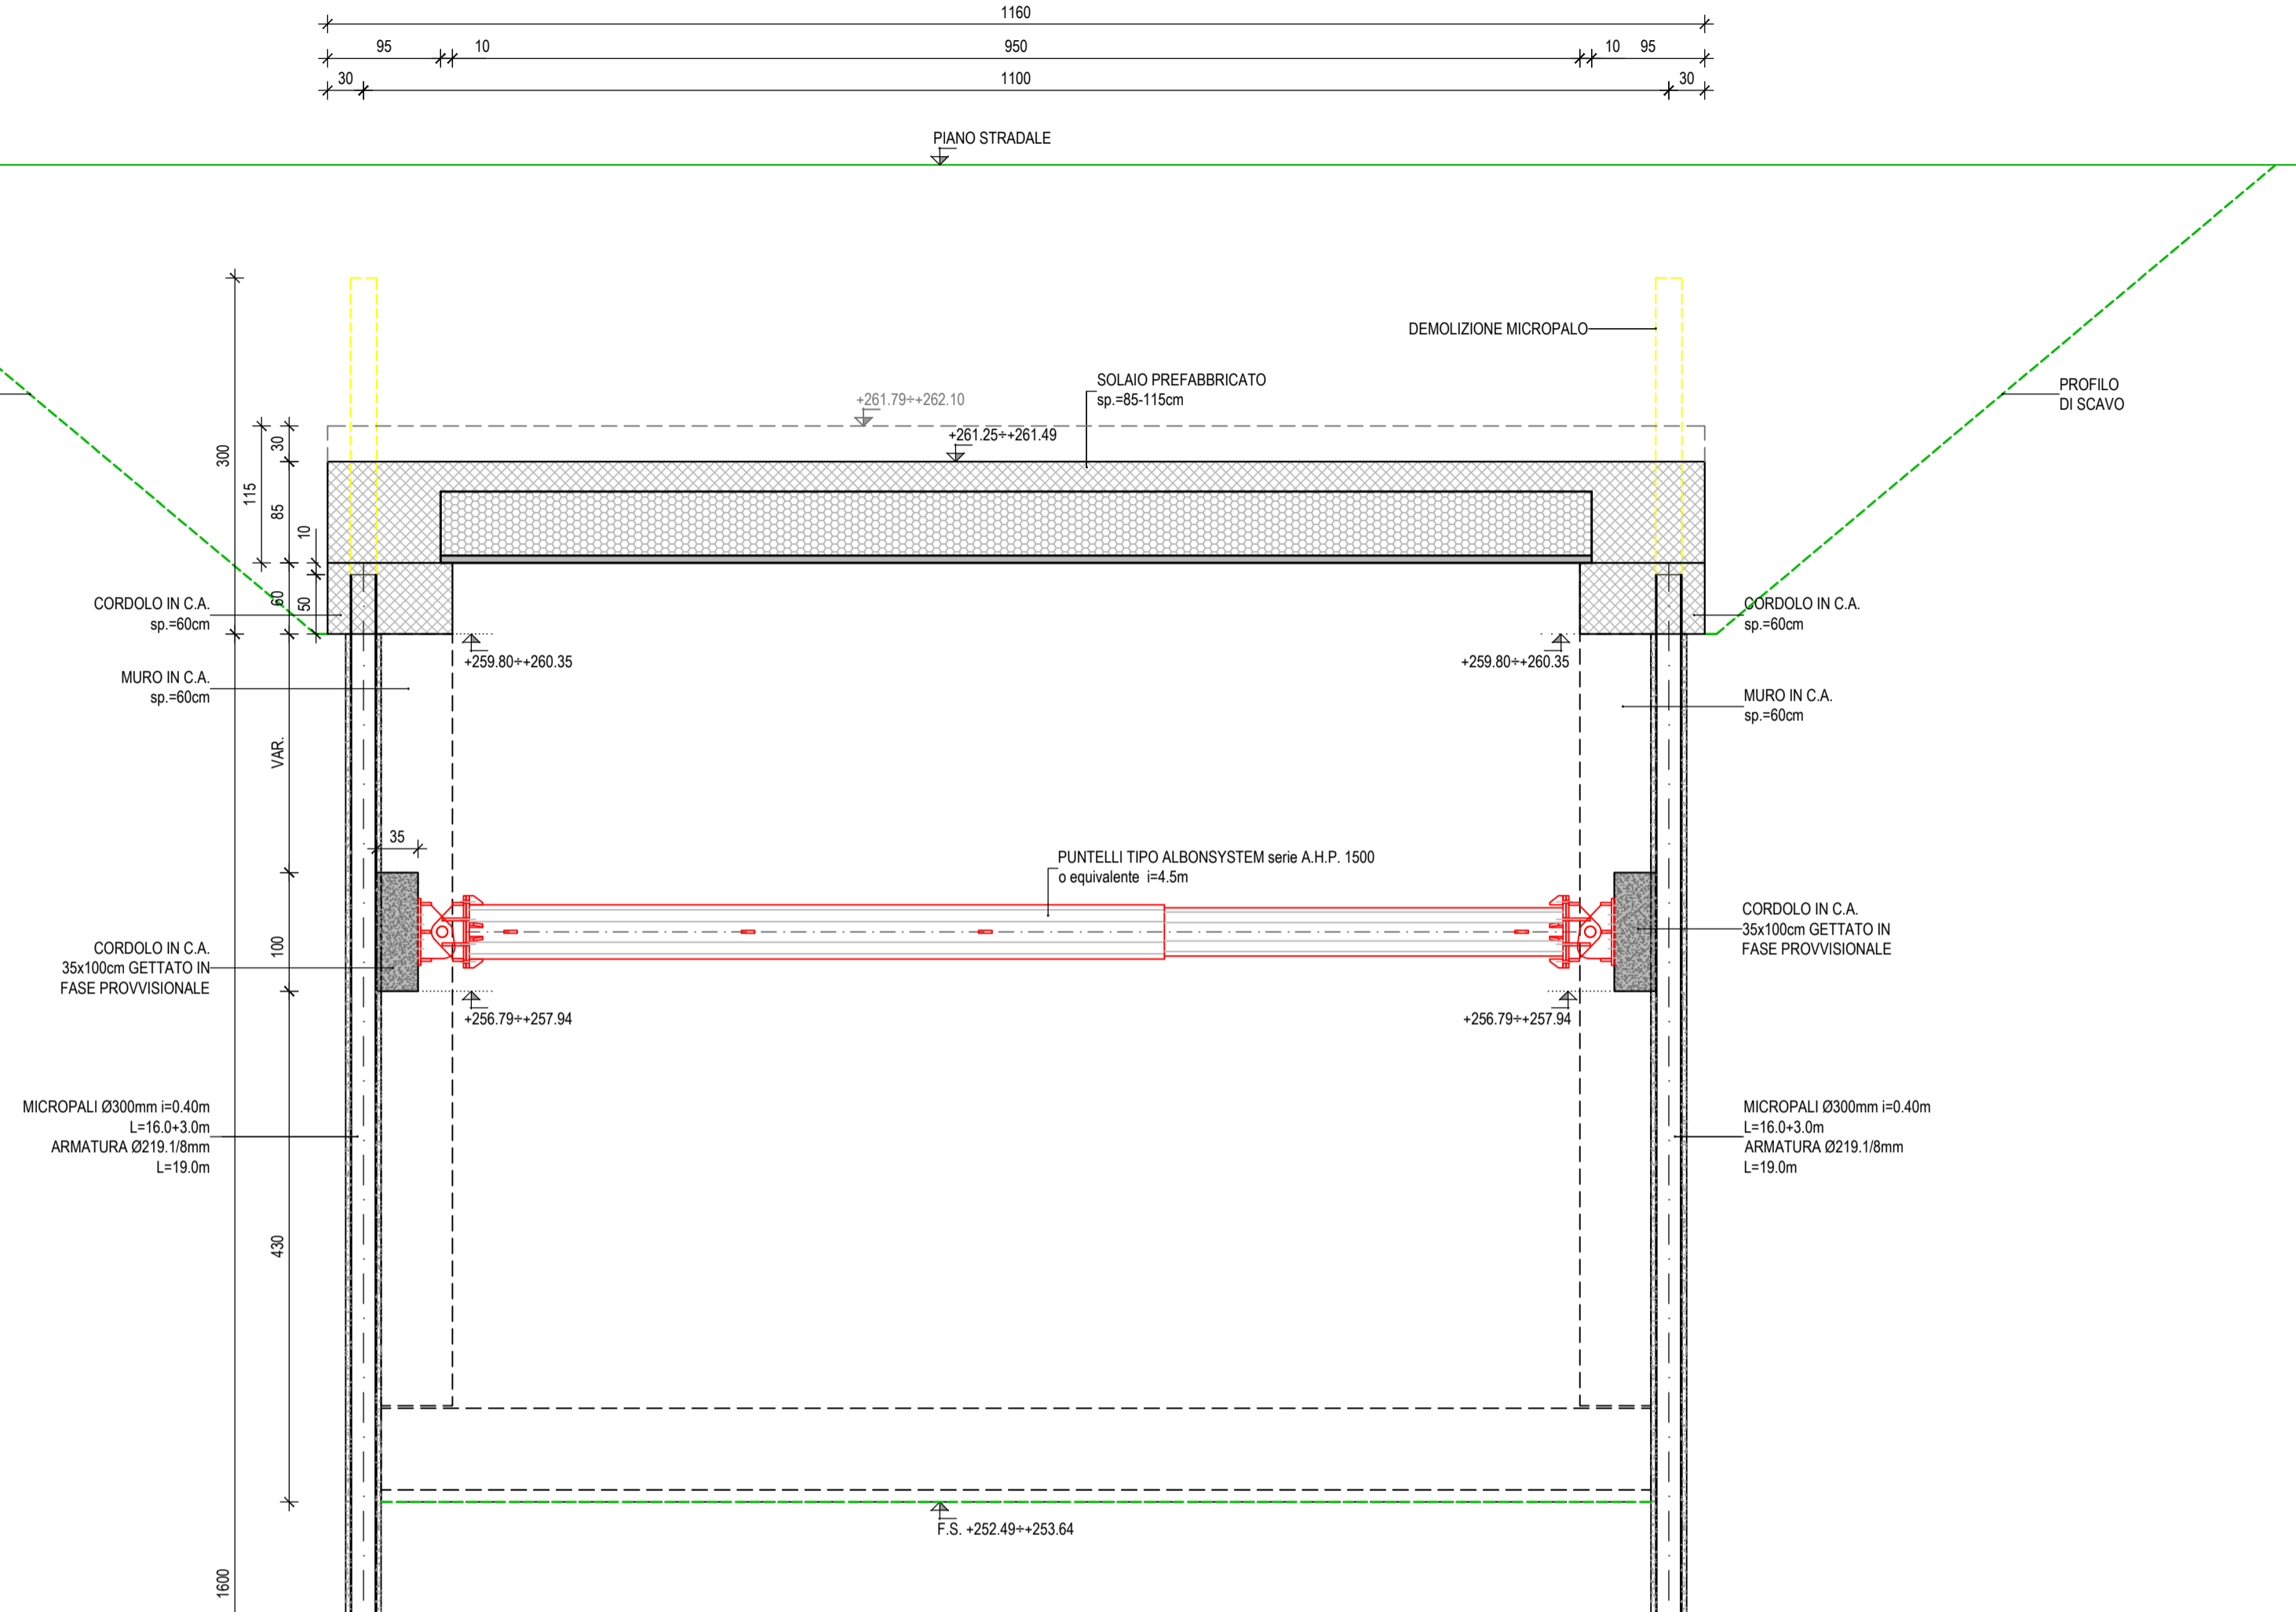 1160
95
10
950
10
95
30
1100
30
PIANO STRADALE
DEMOLIZIONE MICROPALO
SOLAIO PREFABBRICATO
sp.=85-115cm
PROFILO
DI SCAVO
+261.79÷+262.10
+261.25÷+261.49
300
115
30
85
10
60
50
CORDOLO IN C.A.
sp.=60cm
CORDOLO IN C.A.
sp.=60cm
+259.80÷+260.35
+259.80÷+260.35
MURO IN C.A.
sp.=60cm
MURO IN C.A.
sp.=60cm
VAR.
35
PUNTELLI TIPO ALBONSYSTEM serie A.H.P. 1500
o equivalente i=4.5m
100
CORDOLO IN C.A.
35x100cm GETTATO IN
FASE PROVVISIONALE
CORDOLO IN C.A.
35x100cm GETTATO IN
FASE PROVVISIONALE
+256.79÷+257.94
+256.79÷+257.94
MICROPALI Ø300mm i=0.40m
L=16.0+3.0m
ARMATURA Ø219.1/8mm
L=19.0m
MICROPALI Ø300mm i=0.40m
L=16.0+3.0m
ARMATURA Ø219.1/8mm
L=19.0m
430
F.S. +252.49÷+253.64
1600